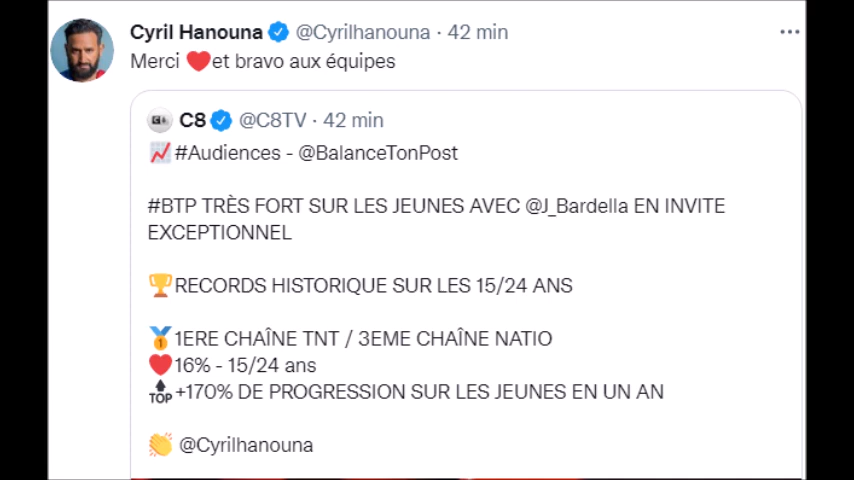 Cyril Hanouna @Cyrilhanouna · 42 min
Merci ❤️et bravo aux équipes
C8 @C8TV · 42 min
📈#Audiences - @BalanceTonPost
#BTP TRÈS FORT SUR LES JEUNES AVEC @J_Bardella EN INVITE
EXCEPTIONNEL
🏆RECORDS HISTORIQUE SUR LES 15/24 ANS
🥇1ERE CHAÎNE TNT / 3EME CHAÎNE NATIO
❤️16% - 15/24 ans
🔝+170% DE PROGRESSION SUR LES JEUNES EN UN AN
👏 @Cyrilhanouna